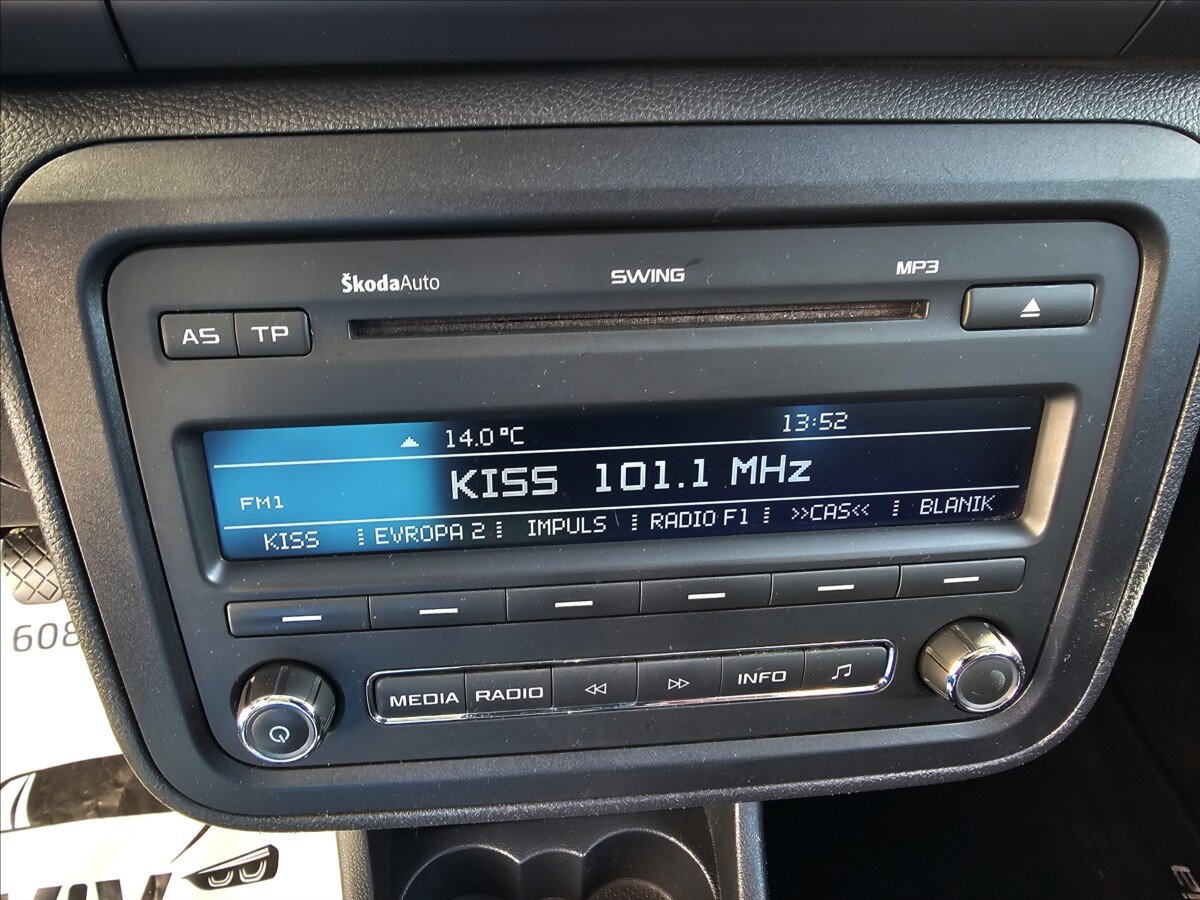 ŠkodaAuto SWING MP3
AS TP
14.0 °C 13:52
KISS 101.1 MHz
FM1
KISS EVROPA 2 IMPULS RADIO F1 >>CAS<< BLANIK
MEDIA RADIO INFO
608